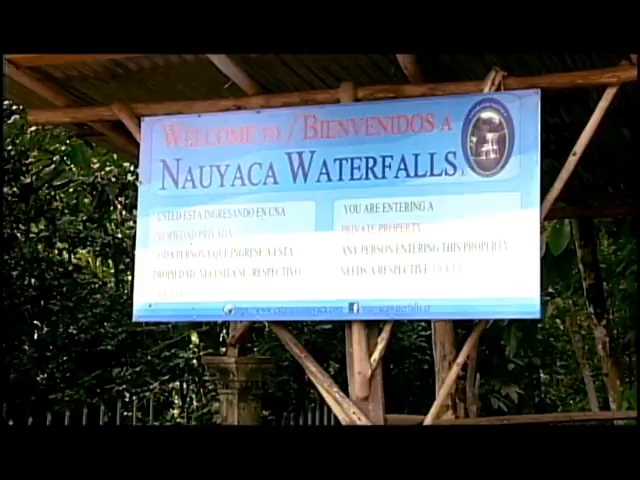 WELCOME TO / BIENVENIDOS A
NAUYACA WATERFALLS
USTED ESTA INGRESANDO EN UNA
PROPIEDAD PRIVADA
TODA PERSONA QUE INGRESE A ESTA
PROPIEDAD NECESITA SU RESPECTIVO
YOU ARE ENTERING A
PRIVATE PROPERTY
ANY PERSON ENTERING THIS PROPERTY
NEEDS A RESPECTIVE TICKET